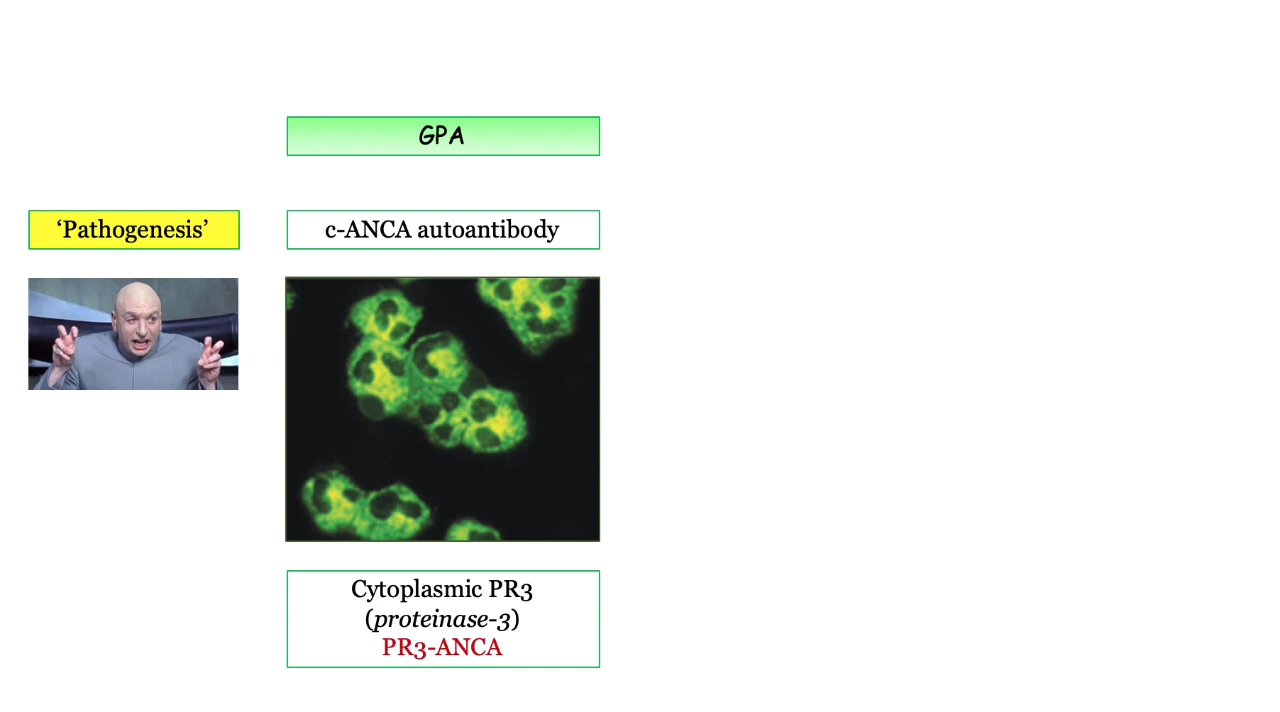 GPA
‘Pathogenesis’
c-ANCA autoantibody
Cytoplasmic PR3
(proteinase-3)
PR3-ANCA